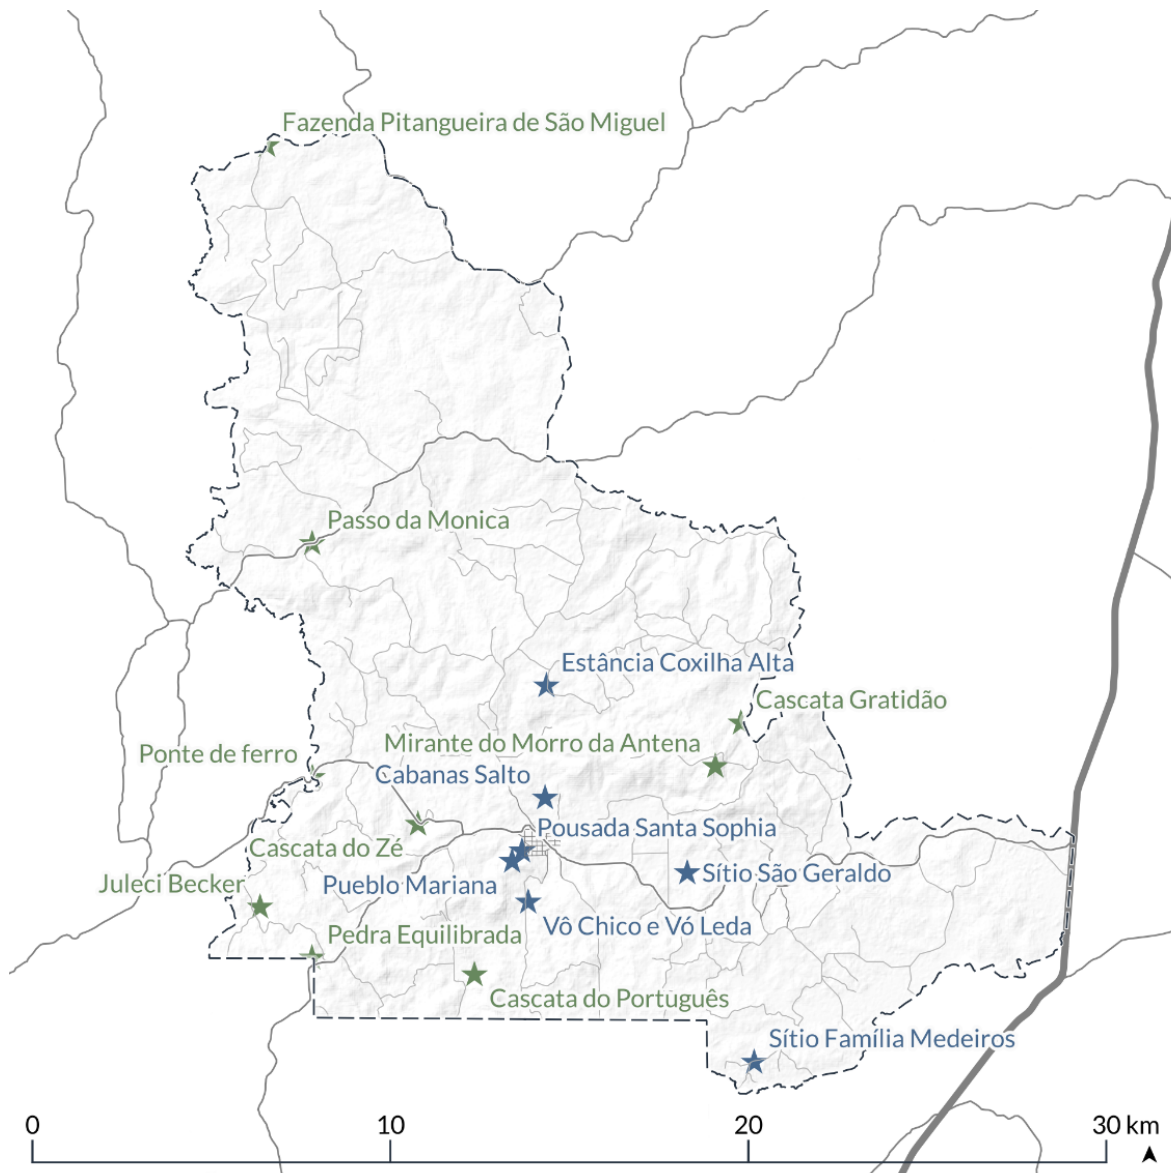 Fazenda Pitangueira de São Miguel
Passo da Monica
Estância Coxilha Alta
Cascata Gratidão
Mirante do Morro da Antena
Ponte de ferro
Cabanas Salto
Pousada Santa Sophia
Cascata do Zé
Sítio São Geraldo
Juleci Becker
Pueblo Mariana
Vô Chico e Vó Leda
Pedra Equilibrada
Cascata do Português
Sítio Família Medeiros
0 10 20 30 km